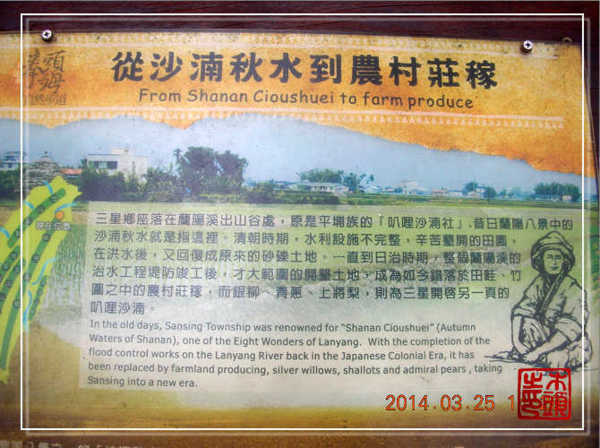 從沙湳秋水到農村莊稼
From Shanan Cioushuei to farm produce
三星鄉座落在蘭陽溪出山谷處，原是平埔族的「叭哩沙湳社」，昔日蘭陽八景中的
沙湳秋水就是指這裡。清朝時期，水利設施不完整，辛苦墾開的田園，
在洪水後，又回復成原來的砂礫土地。一直到日治時期，整個蘭陽溪的
治水工程堤防竣工後，才大範圍的開墾土地，成為如今錯落於田畦、竹
圍之中的農村莊稼，而銀柳、青蔥、上將梨，則為三星開啓另一頁的
叭哩沙湳。
In the old days, Sansing Township was renowned for "Shanan Cioushuei" (Autumn
Waters of Shanan), one of the Eight Wonders of Lanyang. With the completion of the
flood control works on the Lanyang River back in the Japanese Colonial Era, it has
been replaced by farmland producing, silver willows, shallots and admiral pears , taking
Sansing into a new era.
2014.03.25